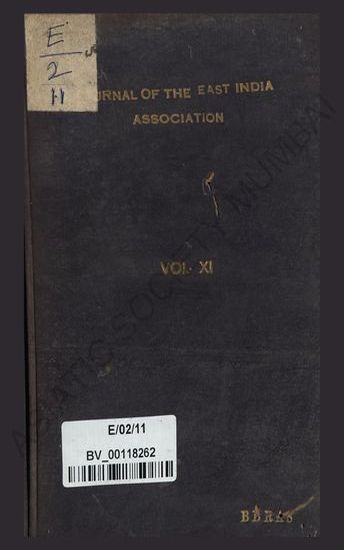 E
2
11
URNAL OF THE EAST INDIA
ASSOCIATION
VOL. XI
ASIATIC SOCIETY MUMBAI
E/02/11
BV_00118262
BBRAS